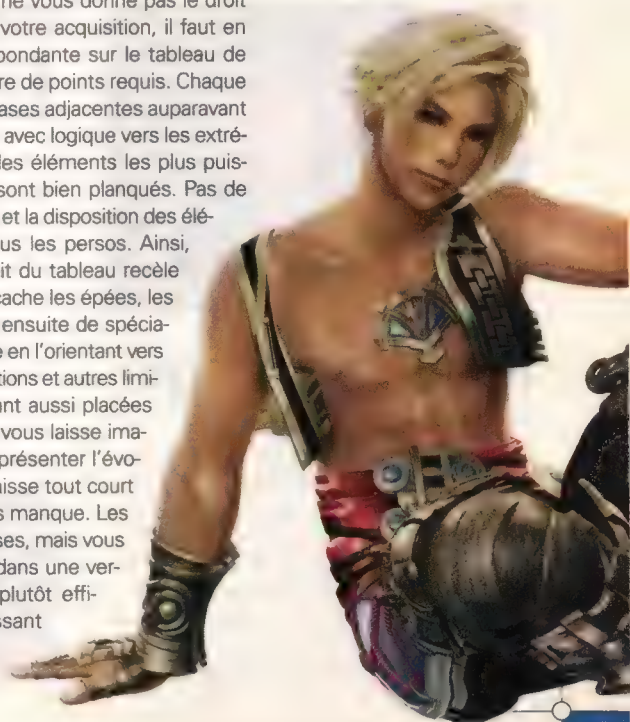 ne vous donne pas le droit
votre acquisition, il faut en
pondante sur le tableau de
re de points requis. Chaque
ases adjacentes auparavant
avec logique vers les extré-
les éléments les plus puis-
sont bien planqués. Pas de
et la disposition des élé-
us les persos. Ainsi,
it du tableau recèle
cache les épées, les
ensuite de spécia-
e en l'orientant vers
tions et autres limi-
ant aussi placées
vous laisse ima-
présenter l'évo-
aisse tout court
s manque. Les
ses, mais vous
dans une ver-
plutôt effi-
ssant